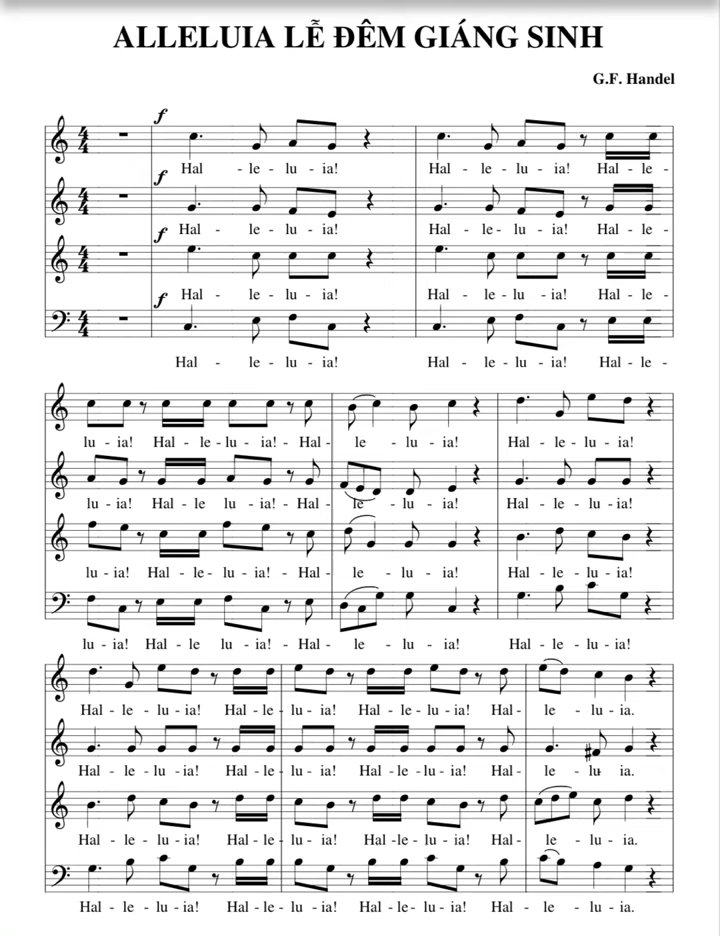 ALLELUIA LỄ ĐÊM GIÁNG SINH
G.F. Handel
f
Hal - le - lu - ia! Hal - le - lu - ia! Hal - le -
f
Hal - le - lu - ia! Hal - le - lu - ia! Hal - le -
f
Hal - le - lu - ia! Hal - le - lu - ia! Hal - le -
f
Hal - le - lu - ia! Hal - le - lu - ia! Hal - le -
lu - ia! Hal - le - lu - ia! - Hal - le - lu - ia! Hal - le - lu - ia!
lu - ia! Hal - le lu - ia! - Hal - le - lu - ia! Hal - le - lu - ia!
lu - ia! Hal - le - lu - ia! - Hal - le - lu - ia! Hal - le - lu - ia!
lu - ia! Hal - le lu - ia! - Hal - le - lu - ia! Hal - le - lu - ia!
Hal - le - lu - ia! Hal - le - lu - ia! Hal - le - lu - ia! Hal - le - lu - ia.
Hal - le - lu - ia! Hal - le - lu - ia! Hal - le - lu - ia! Hal - le - lu - ia.
Hal - le - lu - ia! Hal - le - lu - ia! Hal - le - lu - ia! Hal - le - lu - ia.
Hal - le - lu - ia! Hal - le - lu - ia! Hal - le - lu - ia! Hal - le - lu - ia.